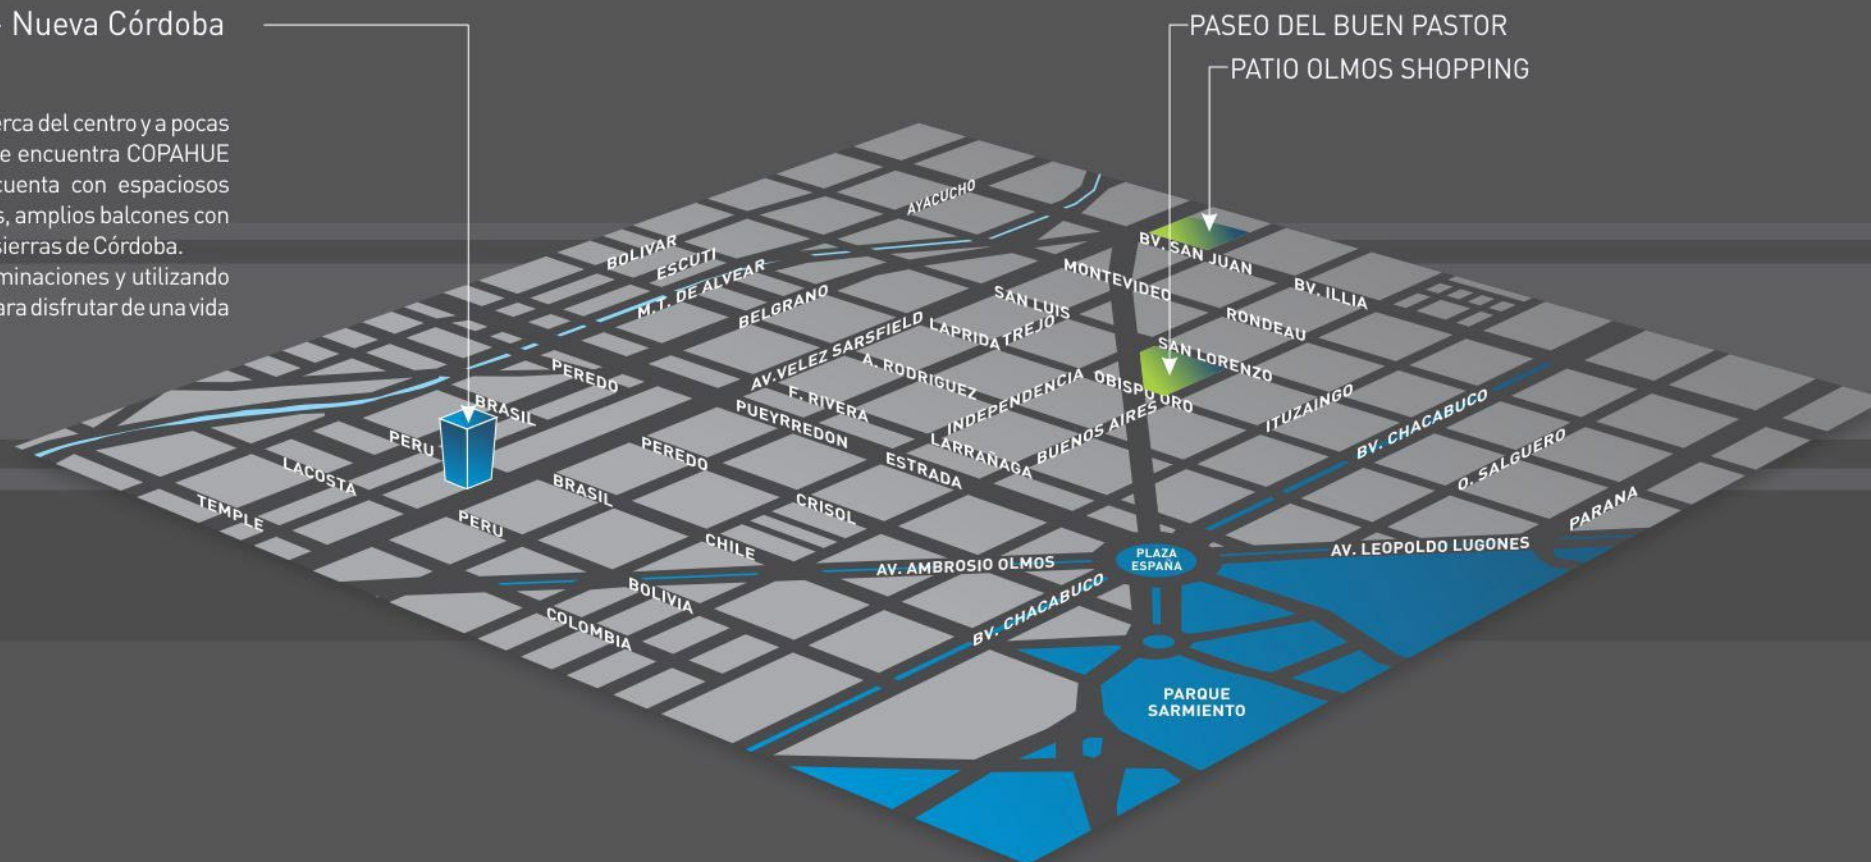 Nueva Córdoba
PASEO DEL BUEN PASTOR
PATIO OLMOS SHOPPING
cerca del centro y a pocas
se encuentra COPAHUE
cuenta con espaciosos
amplios balcones con
sierras de Córdoba.
y utilizando
para disfrutar de una vida
AYACUCHO
BOLIVAR
ESCUTI
M.T. DE ALVEAR
BELGRANO
BV. SAN JUAN
MONTEVIDEO
BV. ILLIA
SAN LUIS
RONDEAU
LAPRIDA
TREJO
AV.VELEZ SARSFIELD
SAN LORENZO
A. RODRIGUEZ
PEREDO
F. RIVERA
INDEPENDENCIA
OBISPO ORO
ITUZAINGO
BV. CHACABUCO
BRASIL
PUEYRREDON
LARRAÑAGA
BUENOS AIRES
PERU
PEREDO
ESTRADA
O. SALGUERO
LACOSTA
BRASIL
CRISOL
PARANA
TEMPLE
PERU
CHILE
PLAZA
ESPAÑA
AV. LEOPOLDO LUGONES
AV. AMBROSIO OLMOS
BOLIVIA
BV. CHACABUCO
COLOMBIA
PARQUE
SARMIENTO